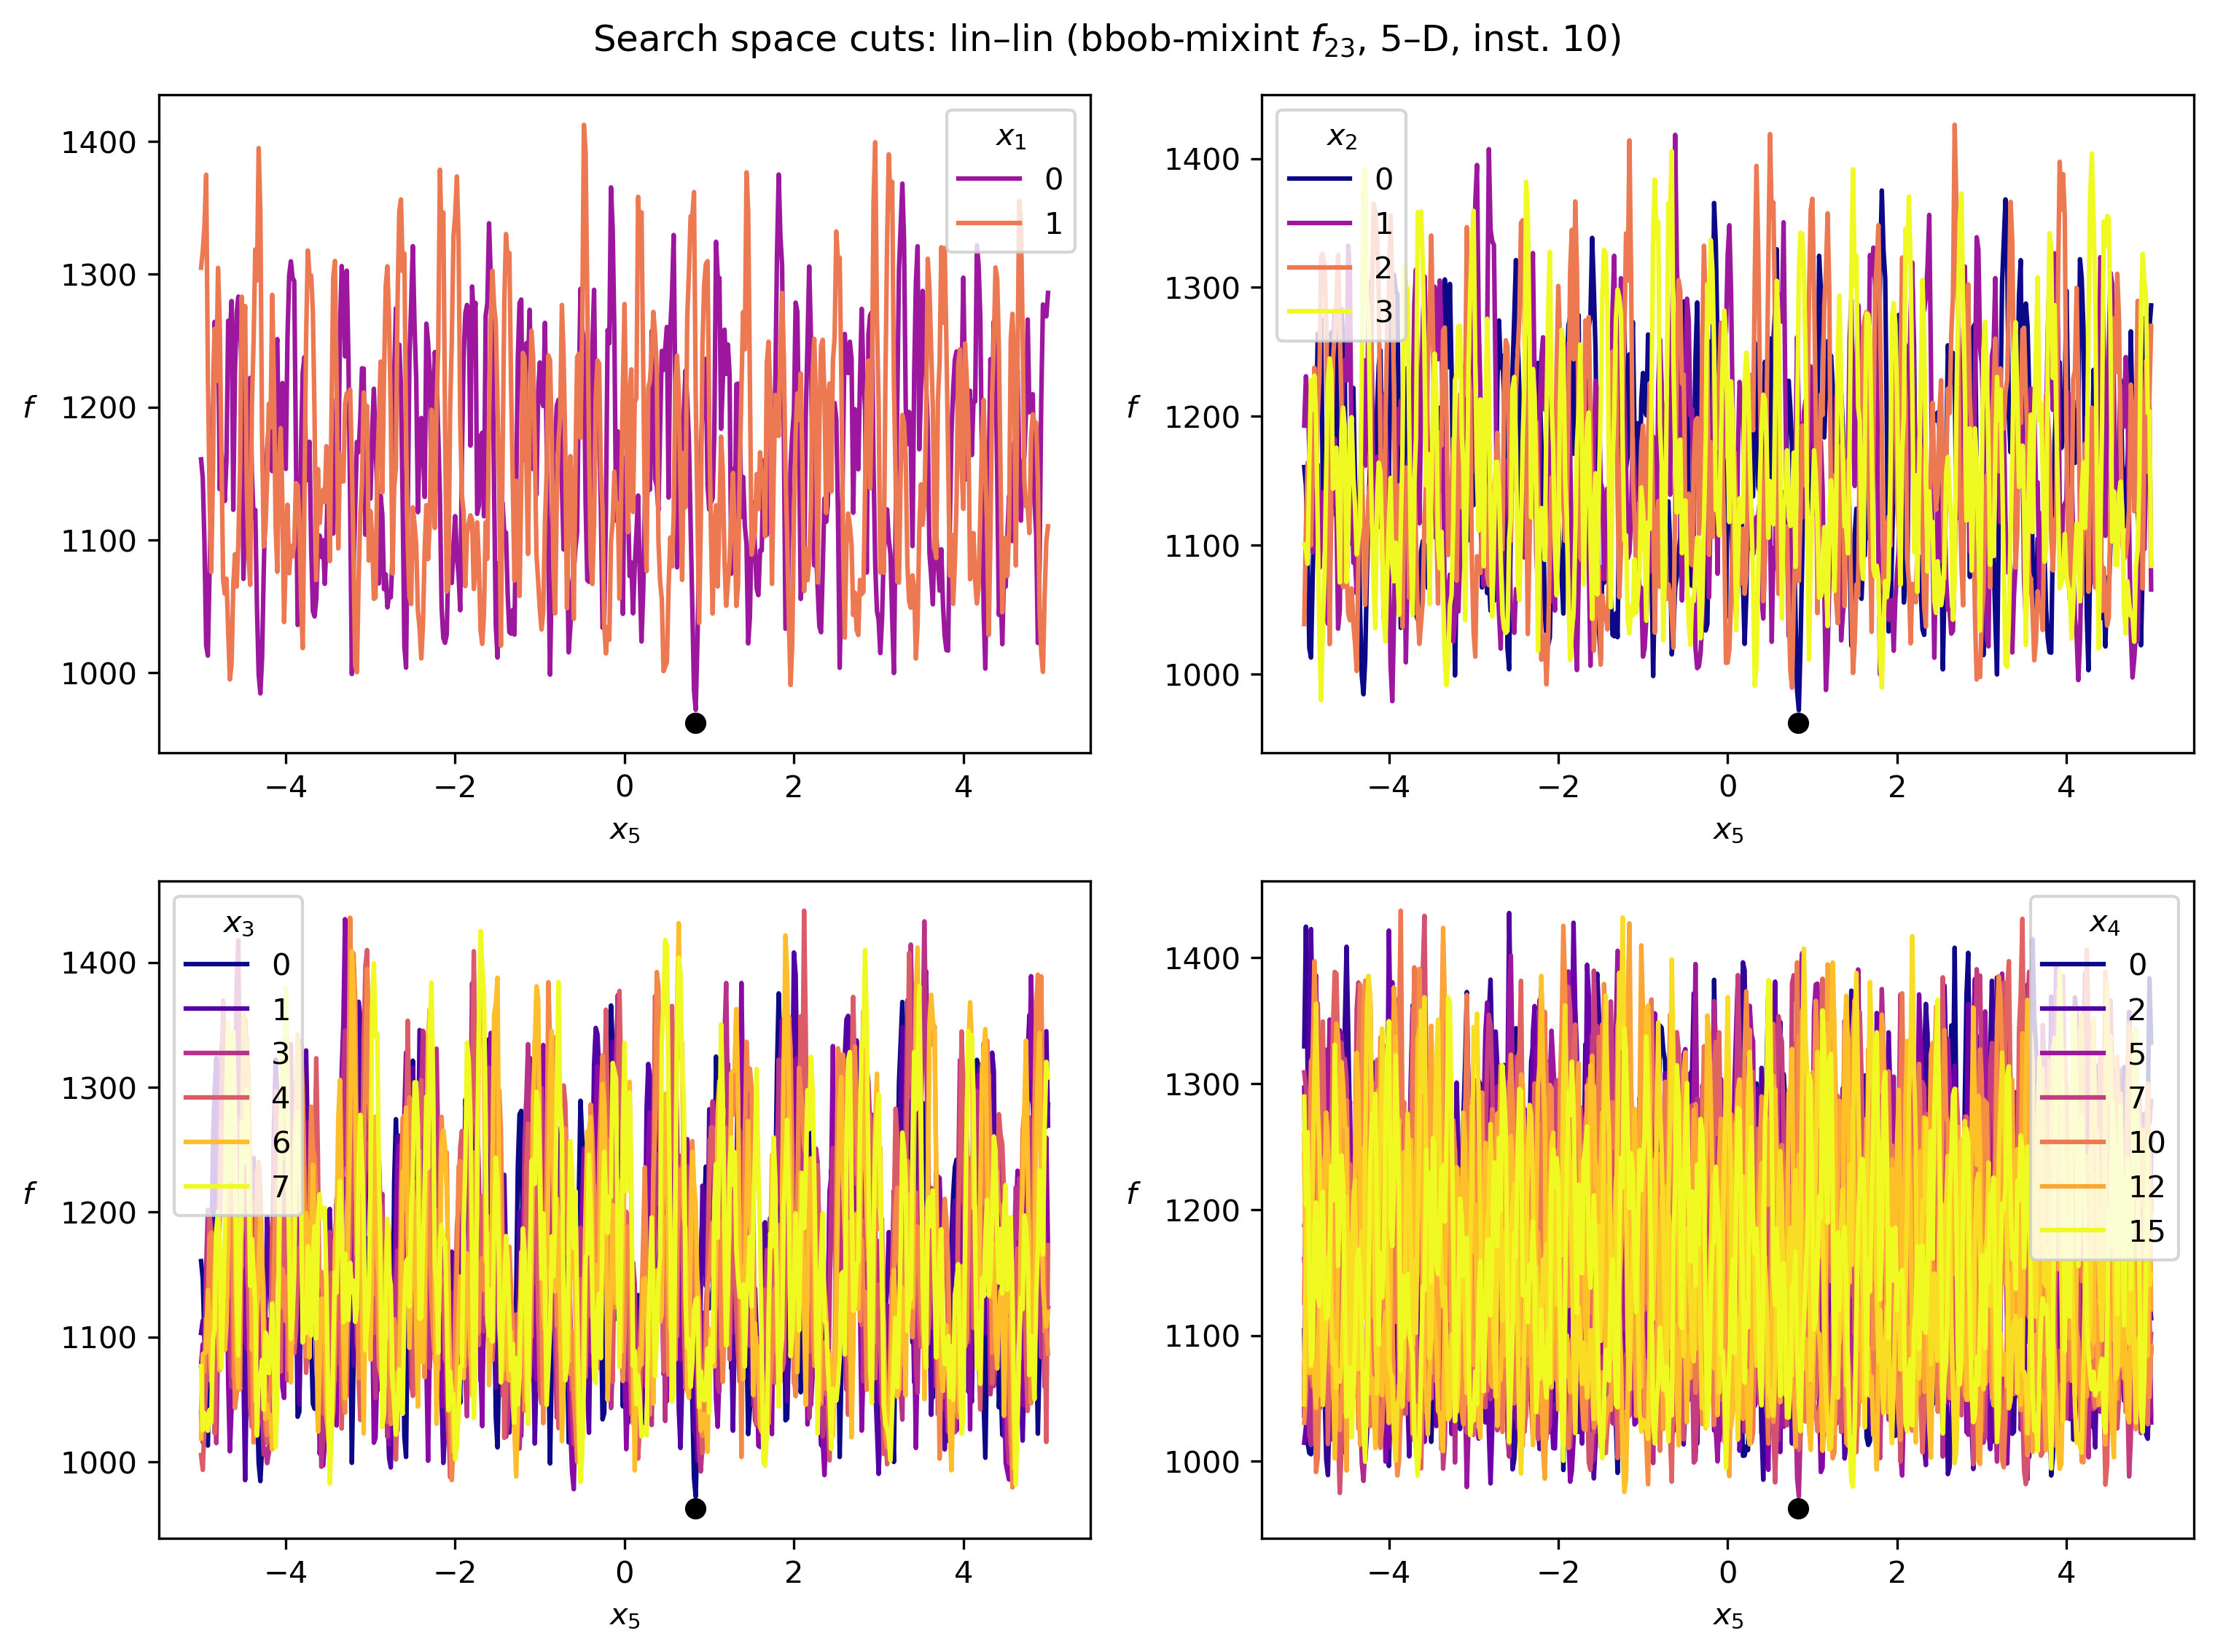 Search space cuts: lin–lin (bbob-mixint f23, 5–D, inst. 10)
1400
1300
1200
1100
1000
f
−4 −2 0 2 4
x5
x1
0
1
1400
1300
1200
1100
1000
f
−4 −2 0 2 4
x5
x2
0
1
2
3
1400
1300
1200
1100
1000
f
−4 −2 0 2 4
x5
x3
0
1
3
4
6
7
1400
1300
1200
1100
1000
f
−4 −2 0 2 4
x5
x4
0
2
5
7
10
12
15